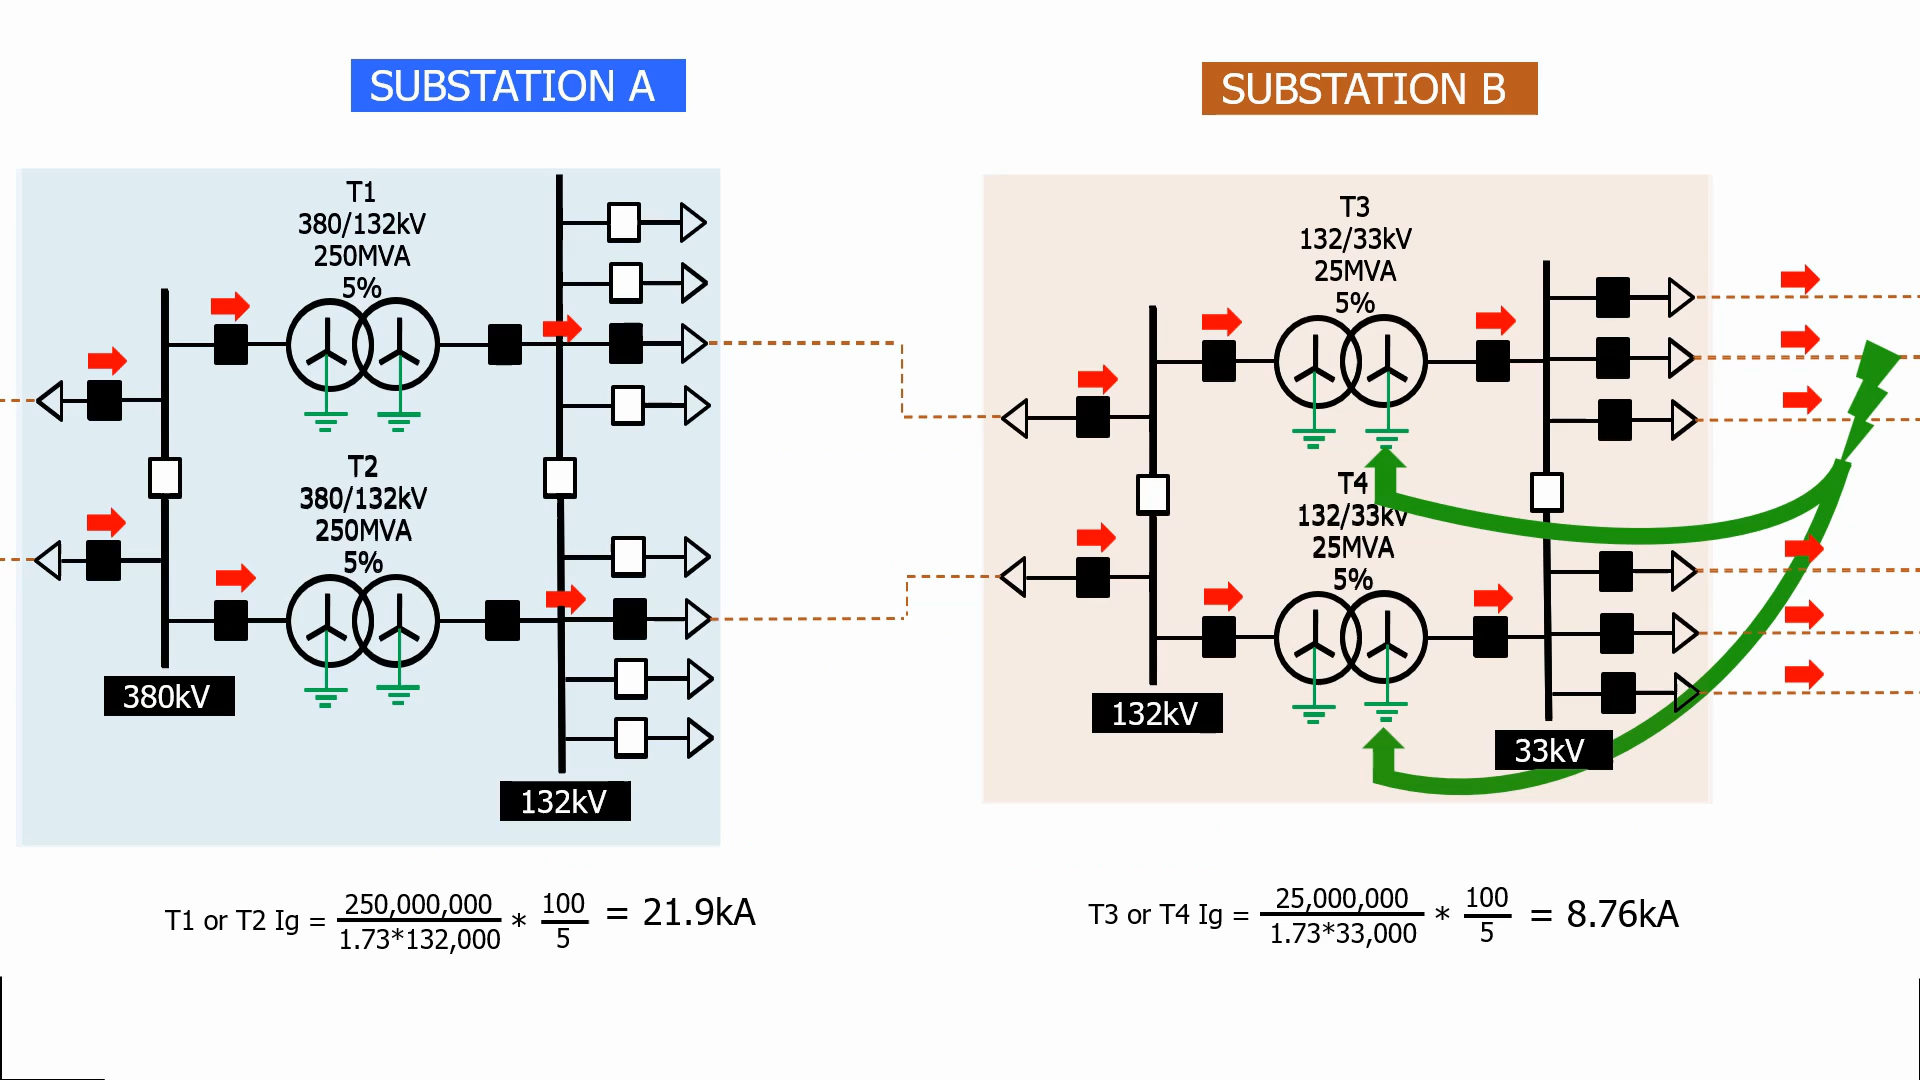 SUBSTATION A
SUBSTATION B
T1
380/132kV
250MVA
5%
T2
380/132kV
250MVA
5%
380kV
132kV
T3
132/33kV
25MVA
5%
T4
132/33kV
25MVA
5%
132kV
33kV
T1 or T2 Ig = 250,000,000 / 1.73*132,000 * 100 / 5 = 21.9kA
T3 or T4 Ig = 25,000,000 / 1.73*33,000 * 100 / 5 = 8.76kA